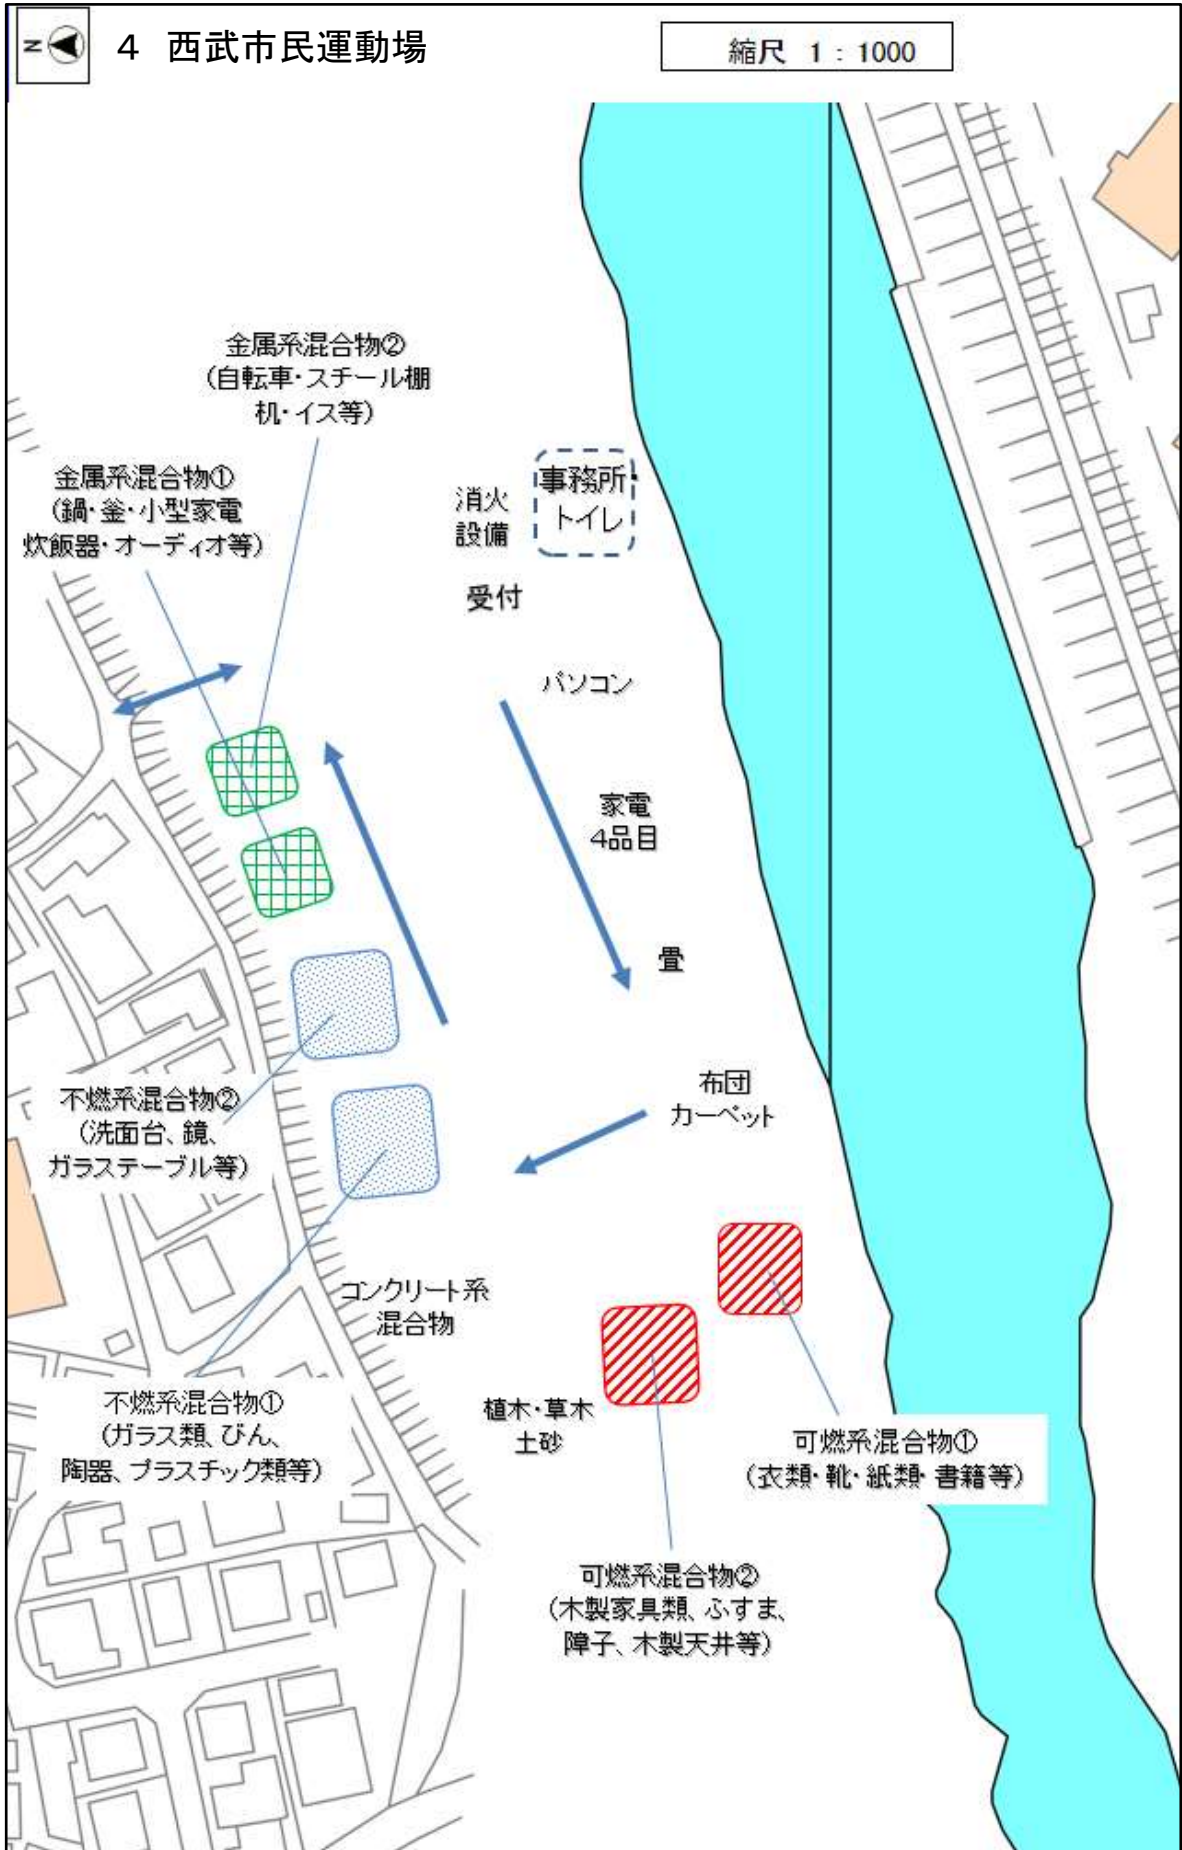 N
4 西武市民運動場
縮尺 1：1000
金属系混合物②
（自転車・スチール棚
机・イス等）
金属系混合物①
（鍋・釜・小型家電
炊飯器・オーディオ等）
消火
設備
事務所・
トイレ
受付
パソコン
家電
4品目
畳
布団
カーペット
不燃系混合物②
（洗面台、鏡、
ガラステーブル等）
コンクリート系
混合物
不燃系混合物①
（ガラス類、びん、
陶器、プラスチック類等）
植木・草木
土砂
可燃系混合物①
（衣類・靴・紙類・書籍等）
可燃系混合物②
（木製家具類、ふすま、
障子、木製天井等）